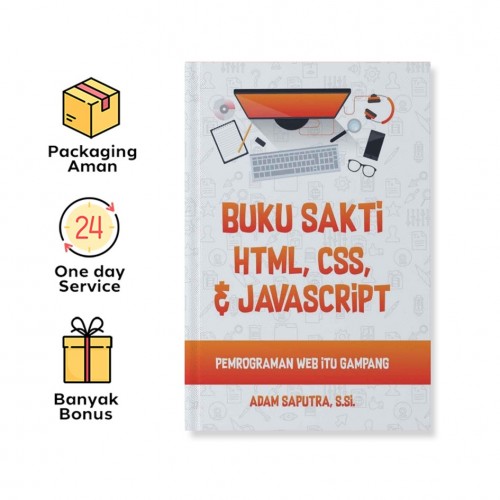 Packaging
Aman
24
One day
Service
Banyak
Bonus
BUKU SAKTi
HTML, CSS,
& JAVASCRiPT
PEMROGRAMAN WEB iTU GAMPANG
ADAM SAPUTRA, S.Si.